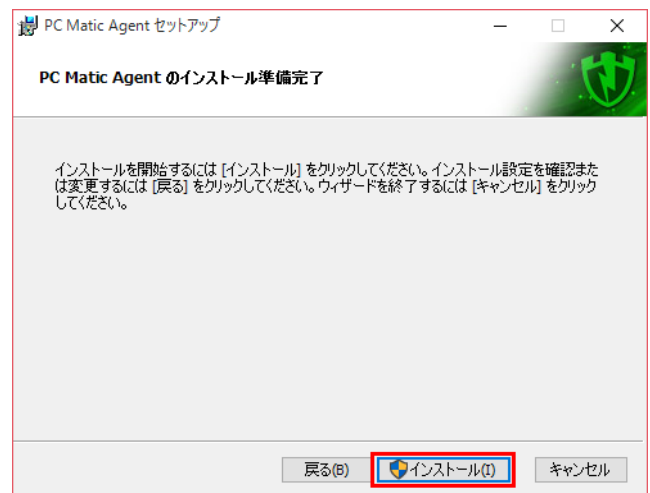 PC Matic Agent セットアップ
PC Matic Agent のインストール準備完了
インストールを開始するには [インストール] をクリックしてください。インストール設定を確認また
は変更するには [戻る] をクリックしてください。ウィザードを終了するには [キャンセル] をクリック
してください。
戻る(B)
インストール(I)
キャンセル